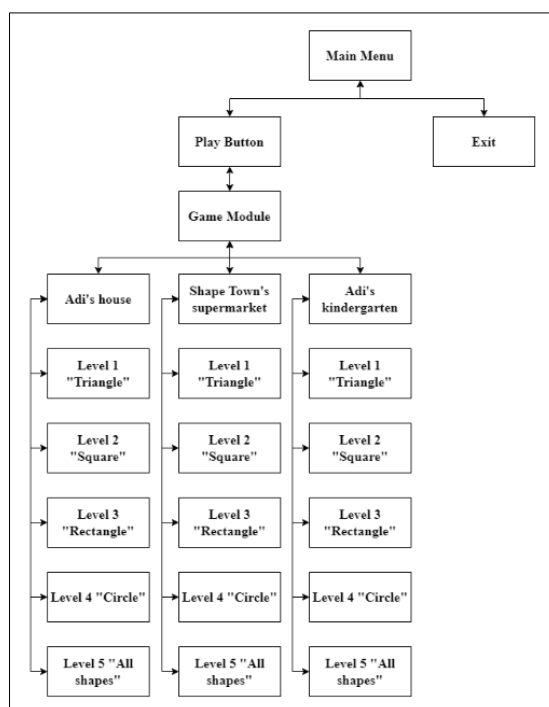 Main Menu
Play Button
Exit
Game Module
Adi's house
Shape Town's
supermarket
Adi's
kindergarten
Level 1
"Triangle"
Level 1
"Triangle"
Level 1
"Triangle"
Level 2
"Square"
Level 2
"Square"
Level 2
"Square"
Level 3
"Rectangle"
Level 3
"Rectangle"
Level 3
"Rectangle"
Level 4 "Circle"
Level 4 "Circle"
Level 4 "Circle"
Level 5 "All
shapes"
Level 5 "All
shapes"
Level 5 "All
shapes"